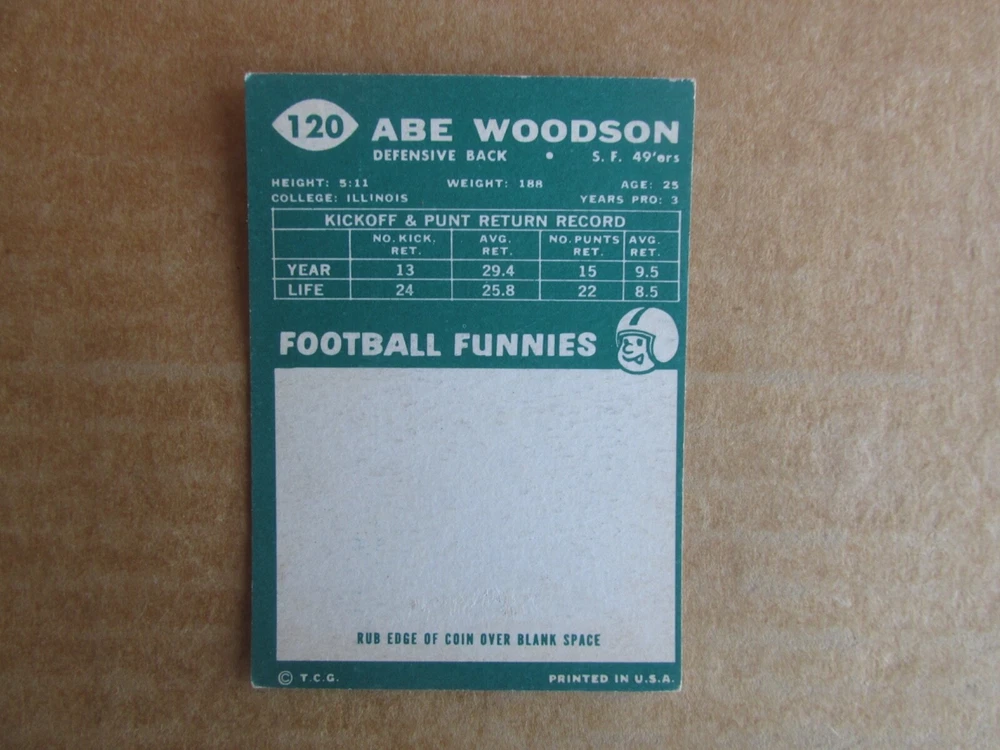 120 ABE WOODSON
DEFENSIVE BACK • S. F. 49'ers
HEIGHT: 5:11 WEIGHT: 188 AGE: 25
COLLEGE: ILLINOIS YEARS PRO: 3
KICKOFF & PUNT RETURN RECORD
NO. KICK. RET. AVG. RET. NO. PUNTS RET. AVG. RET.
YEAR 13 29.4 15 9.5
LIFE 24 25.8 22 8.5
FOOTBALL FUNNIES
RUB EDGE OF COIN OVER BLANK SPACE
© T.C.G. PRINTED IN U.S.A.